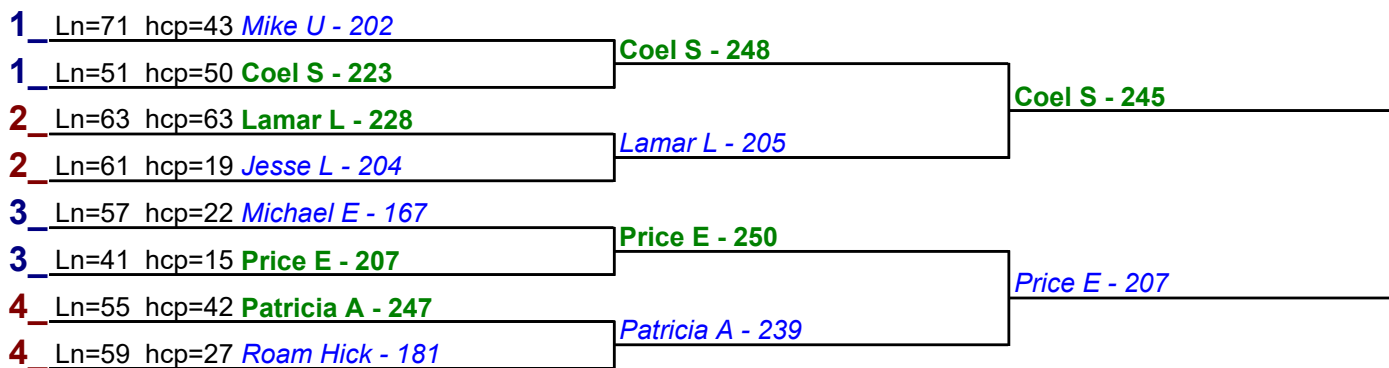 1_ Ln=71 hcp=43 Mike U - 202
Coel S - 248
1_ Ln=51 hcp=50 Coel S - 223
Coel S - 245
2_ Ln=63 hcp=63 Lamar L - 228
Lamar L - 205
2_ Ln=61 hcp=19 Jesse L - 204
3_ Ln=57 hcp=22 Michael E - 167
Price E - 250
3_ Ln=41 hcp=15 Price E - 207
Price E - 207
4_ Ln=55 hcp=42 Patricia A - 247
Patricia A - 239
4_ Ln=59 hcp=27 Roam Hick - 181